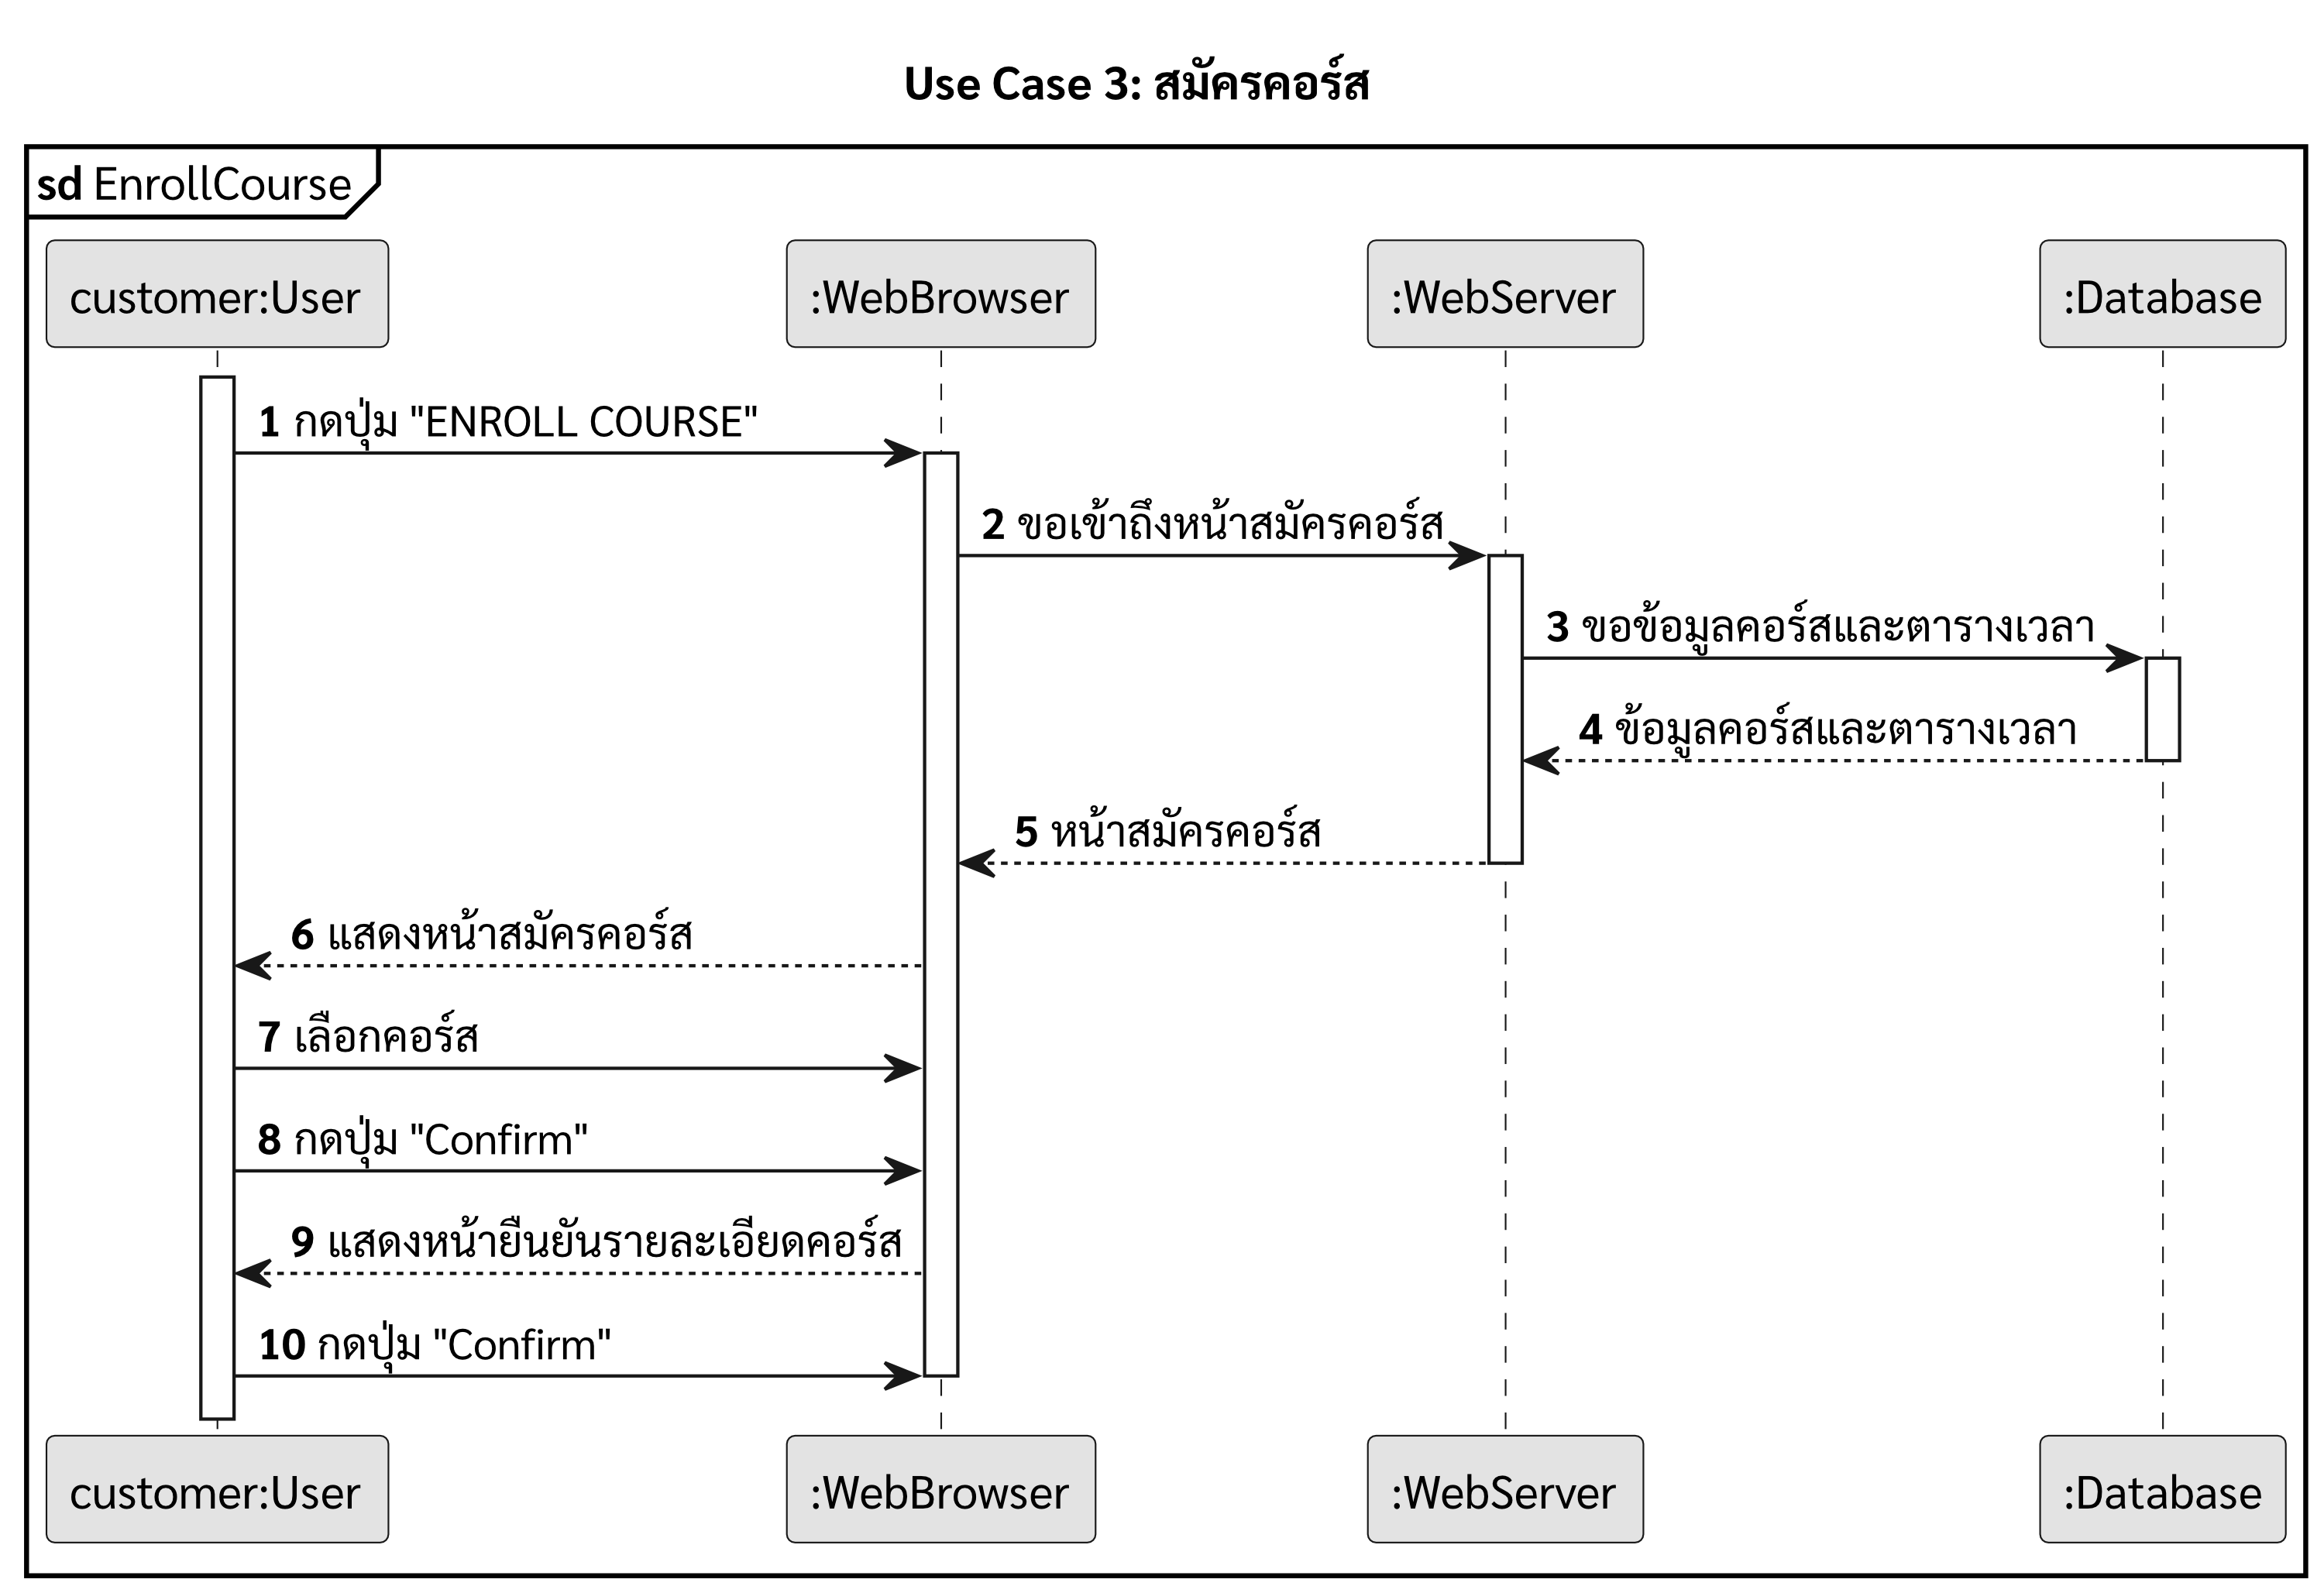 Use Case 3: สมัครคอร์ส
sd EnrollCourse
customer:User :WebBrowser :WebServer :Database
1 กดปุ่ม "ENROLL COURSE"
2 ขอเข้าถึงหน้าสมัครคอร์ส
3 ขอข้อมูลคอร์สและตารางเวลา
4 ข้อมูลคอร์สและตารางเวลา
5 หน้าสมัครคอร์ส
6 แสดงหน้าสมัครคอร์ส
7 เลือกคอร์ส
8 กดปุ่ม "Confirm"
9 แสดงหน้ายืนยันรายละเอียดคอร์ส
10 กดปุ่ม "Confirm"
customer:User :WebBrowser :WebServer :Database